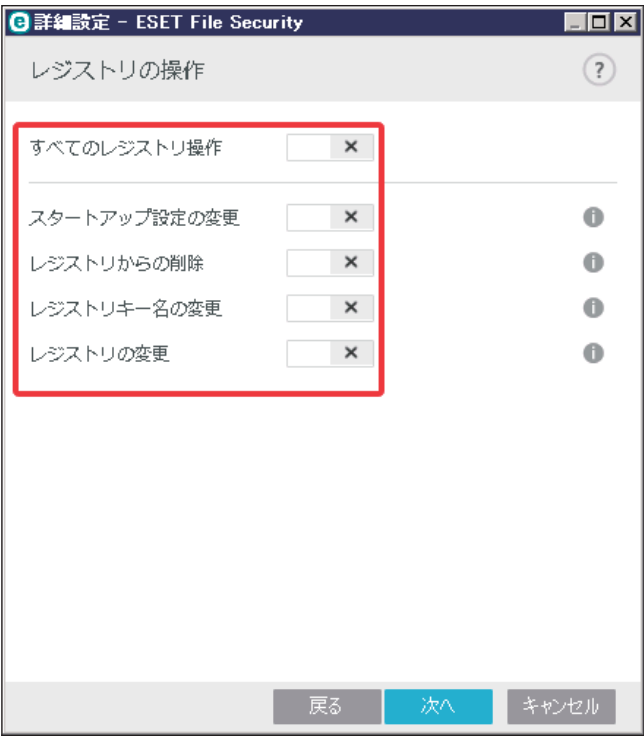 詳細設定 - ESET File Security
レジストリの操作
?
すべてのレジストリ操作
スタートアップ設定の変更
レジストリからの削除
レジストリキー名の変更
レジストリの変更
戻る 次へ キャンセル